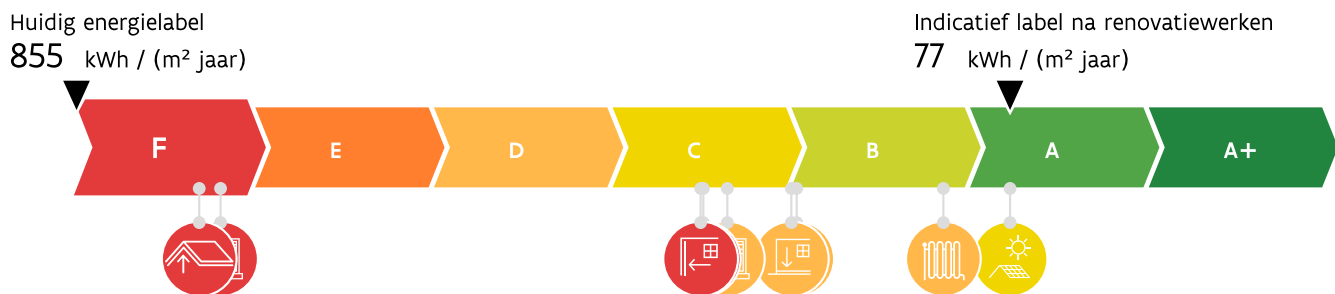 Huidig energielabel
855 kWh / (m² jaar)
Indicatief label na renovatiewerken
77 kWh / (m² jaar)
F E D C B A A+